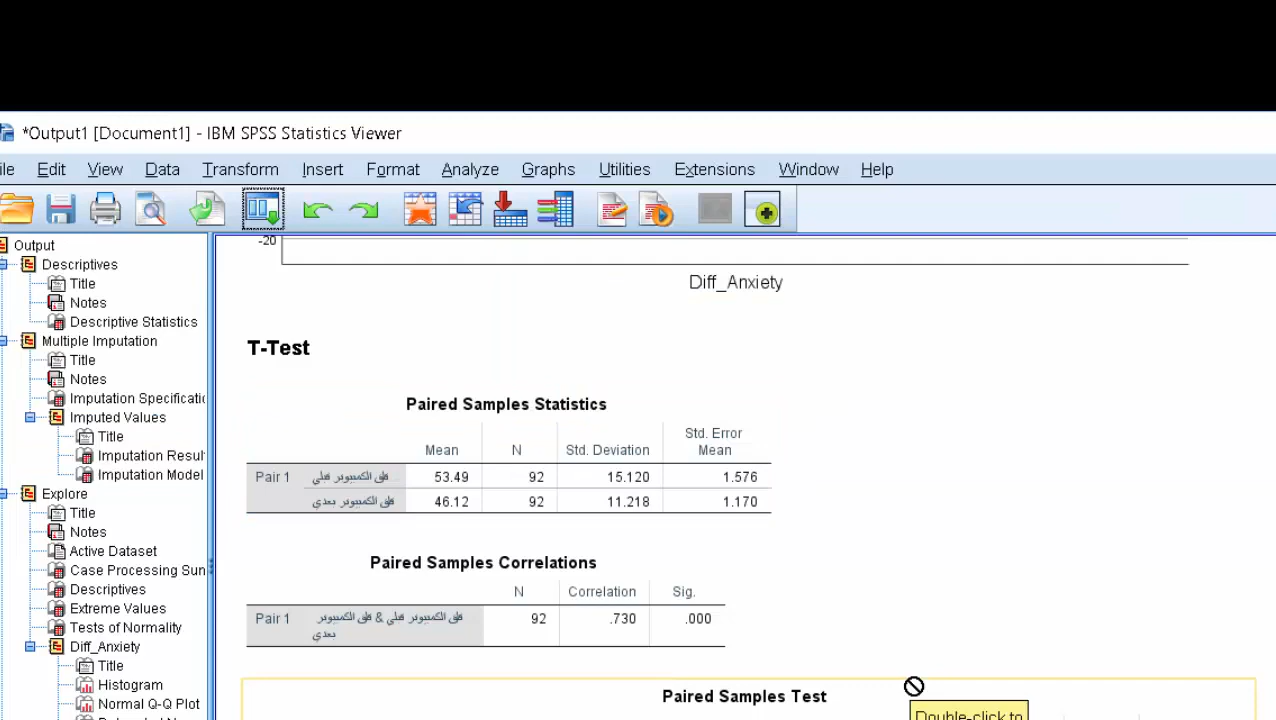 *Output1 [Document1] - IBM SPSS Statistics Viewer
ile Edit View Data Transform Insert Format Analyze Graphs Utilities Extensions Window Help
Output
Descriptives
Title
Notes
Descriptive Statistics
Multiple Imputation
Title
Notes
Imputation Specificatio
Imputed Values
Title
Imputation Resul
Imputation Model
Explore
Title
Notes
Active Dataset
Case Processing Sun
Descriptives
Extreme Values
Tests of Normality
Diff_Anxiety
Title
Histogram
Normal Q-Q Plot
-20
Diff_Anxiety
T-Test
Paired Samples Statistics
Mean N Std. Deviation Std. Error Mean
Pair 1 قلق الكمبيوتر قبلي 53.49 92 15.120 1.576
قلق الكمبيوتر بعدي 46.12 92 11.218 1.170
Paired Samples Correlations
N Correlation Sig.
Pair 1 قلق الكمبيوتر قبلي & قلق الكمبيوتر بعدي 92 .730 .000
Paired Samples Test
Double-click to